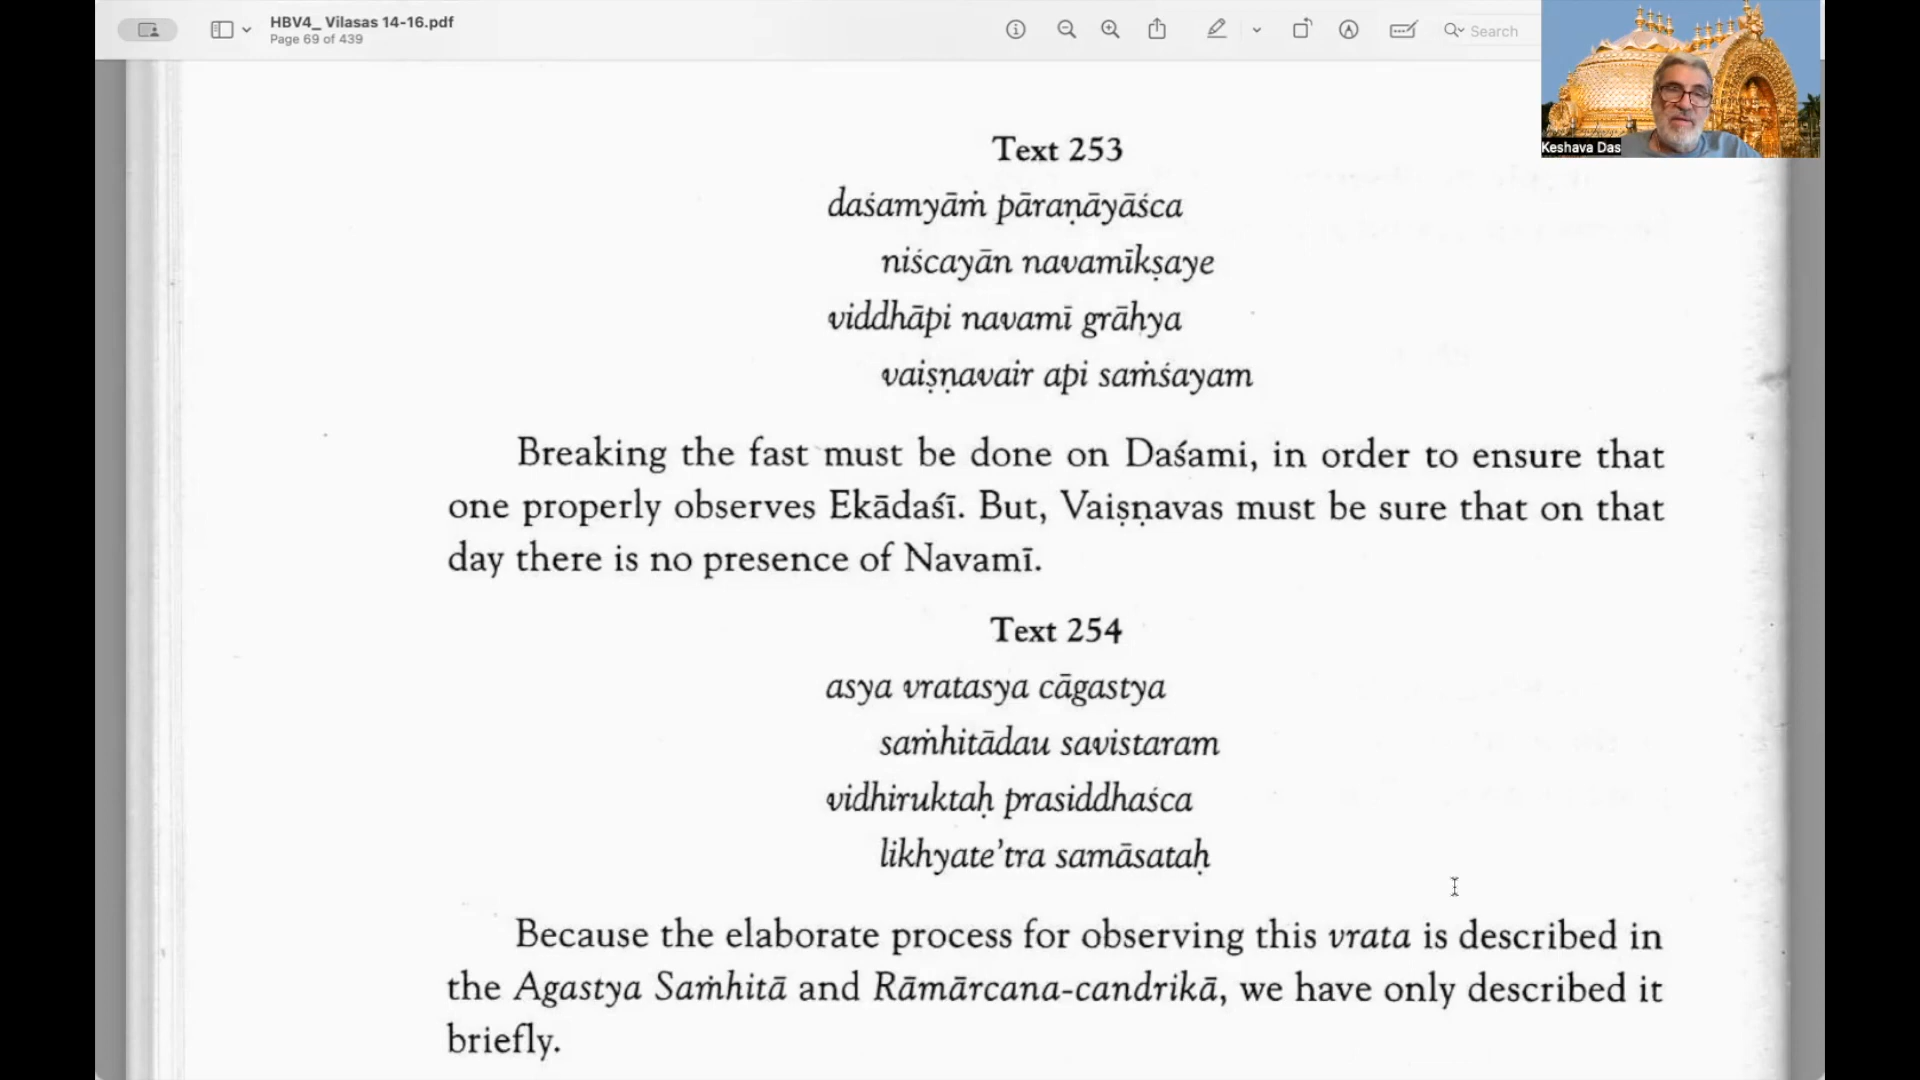 HBV4_ Vilasas 14-16.pdf
Page 69 of 439
Search
Keshava Das
Text 253
daśamyāṁ pāraṇāyāśca
niścayān navamīkṣaye
viddhāpi navamī grāhya
vaiṣṇavair api saṁśayam
Breaking the fast must be done on Daśami, in order to ensure that
one properly observes Ekādaśī. But, Vaiṣṇavas must be sure that on that
day there is no presence of Navamī.
Text 254
asya vratasya cāgastya
saṁhitādau savistaram
vidhiruktaḥ prasiddhaśca
likhyate’tra samāsataḥ
Because the elaborate process for observing this vrata is described in
the Agastya Saṁhitā and Rāmārcana-candrikā, we have only described it
briefly.